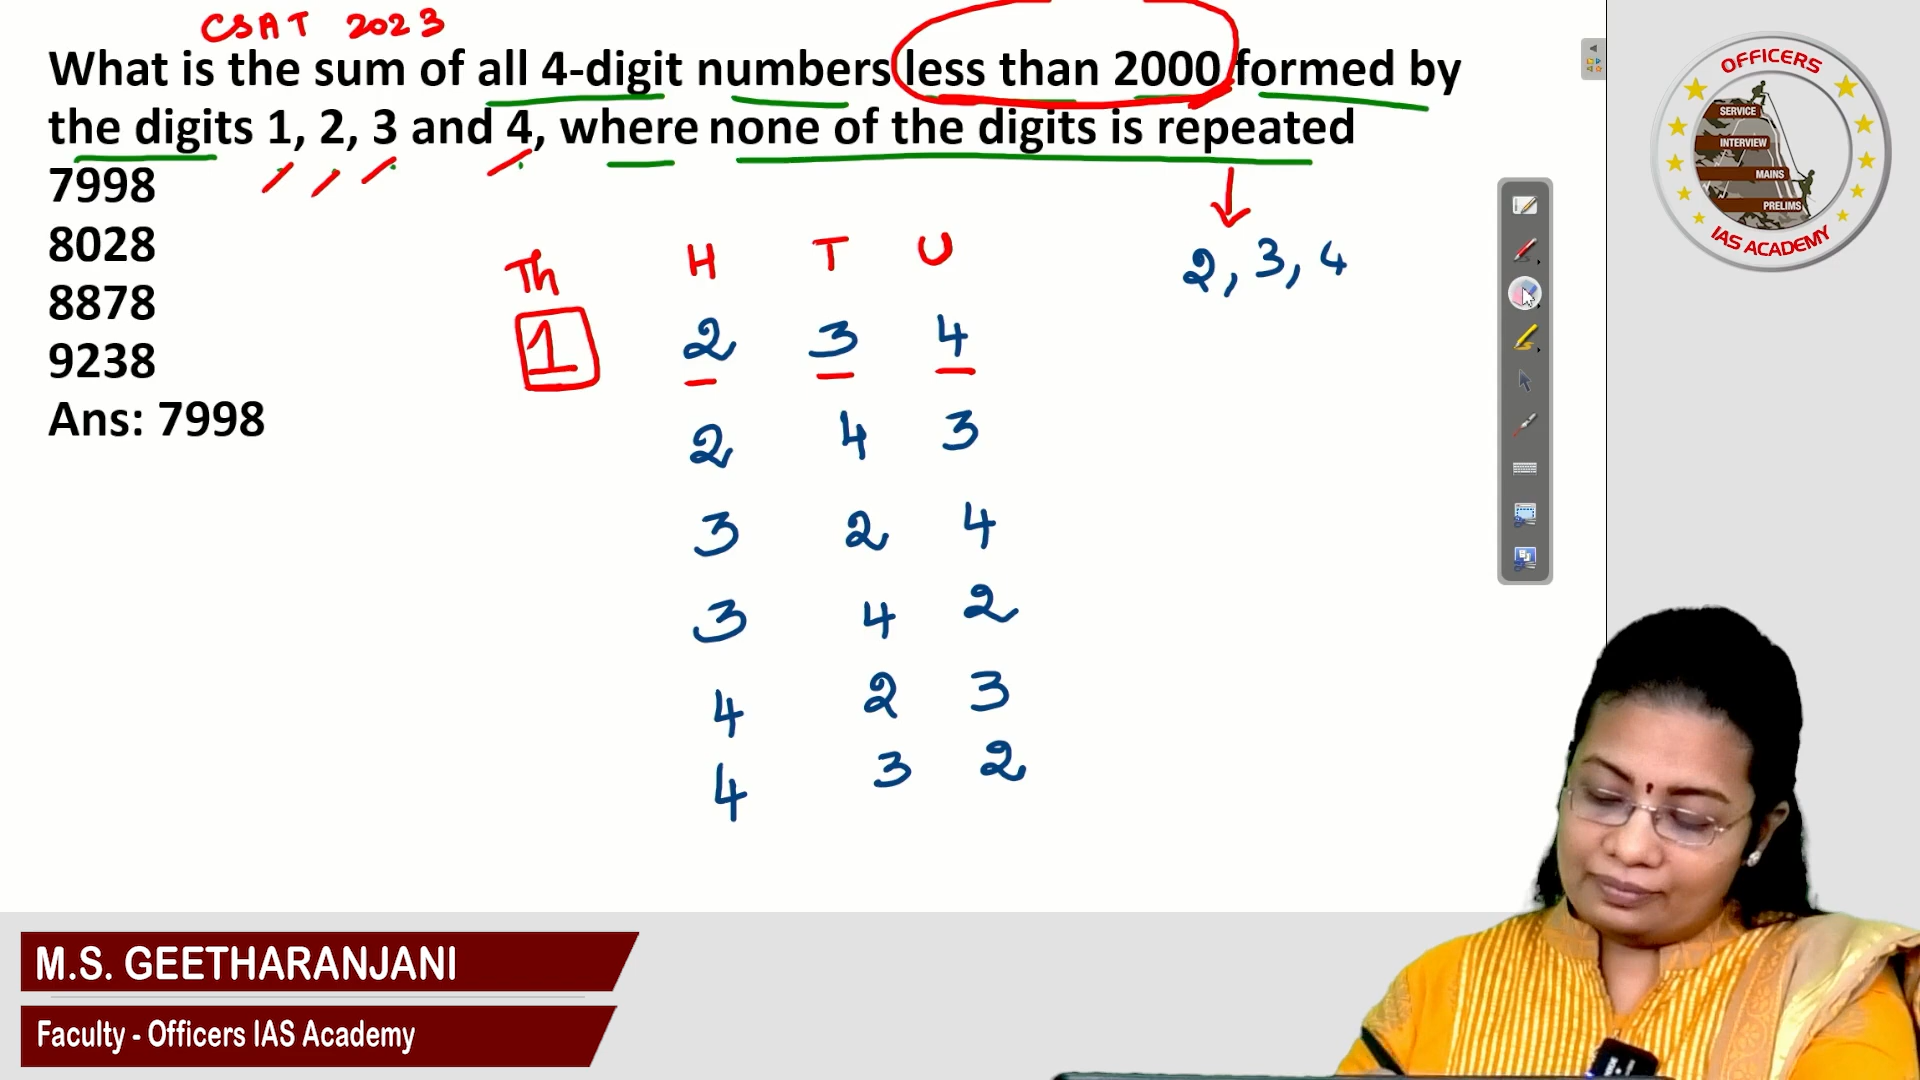 CSAT 2023
What is the sum of all 4-digit numbers less than 2000 formed by
the digits 1, 2, 3 and 4, where none of the digits is repeated
7998
8028
8878
9238
Ans: 7998
Th H T U
2, 3, 4
1 2 3 4
2 4 3
3 2 4
3 4 2
4 2 3
4 3 2
OFFICERS
SERVICE
INTERVIEW
MAINS
PRELIMS
IAS ACADEMY
M.S. GEETHARANJANI
Faculty - Officers IAS Academy